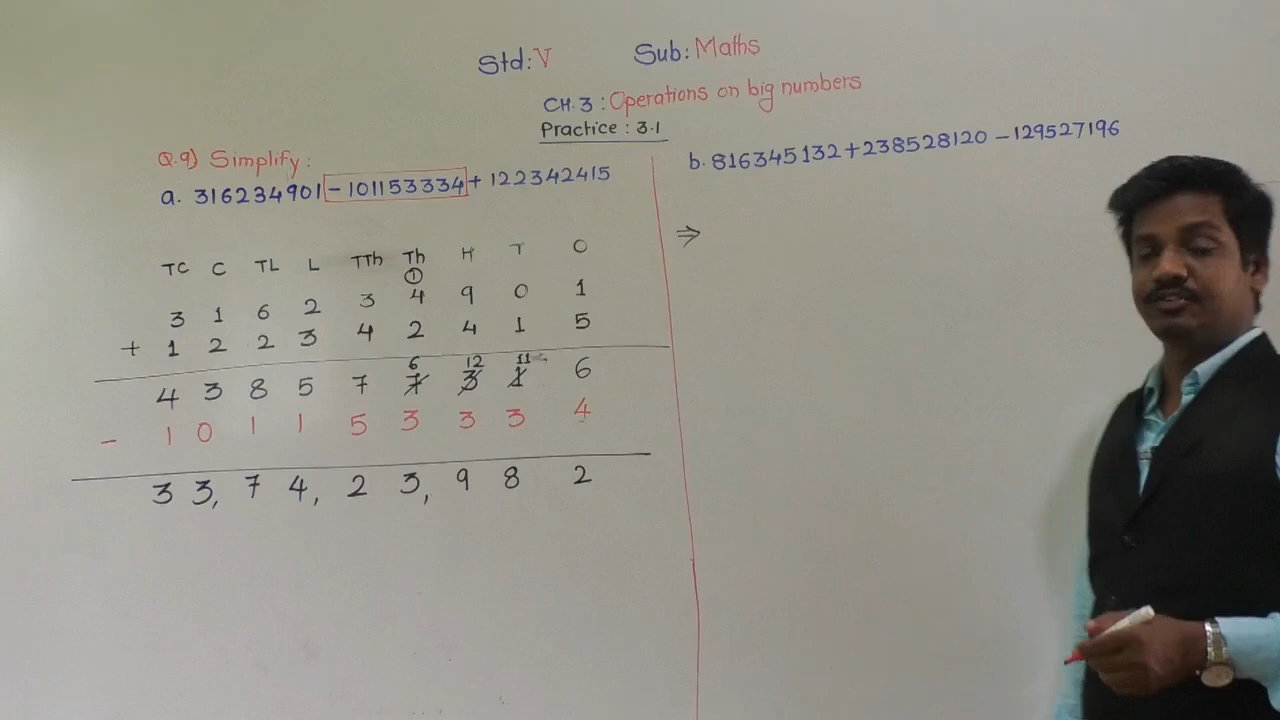 Std: V Sub: Maths
CH. 3 : Operations on big numbers
Practice : 3.1
Q.9) Simplify :
a. 316234901 - 101153334 + 122342415
TC C TL L TTh Th H T O
1
3 1 6 2 3 4 9 0 1
+ 1 2 2 3 4 2 4 1 5
6 12 11
4 3 8 5 7 7 3 1 6
- 1 0 1 1 5 3 3 3 4
3 3, 7 4, 2 3, 9 8 2
b. 816345132 + 238528120 - 129527196
⇒